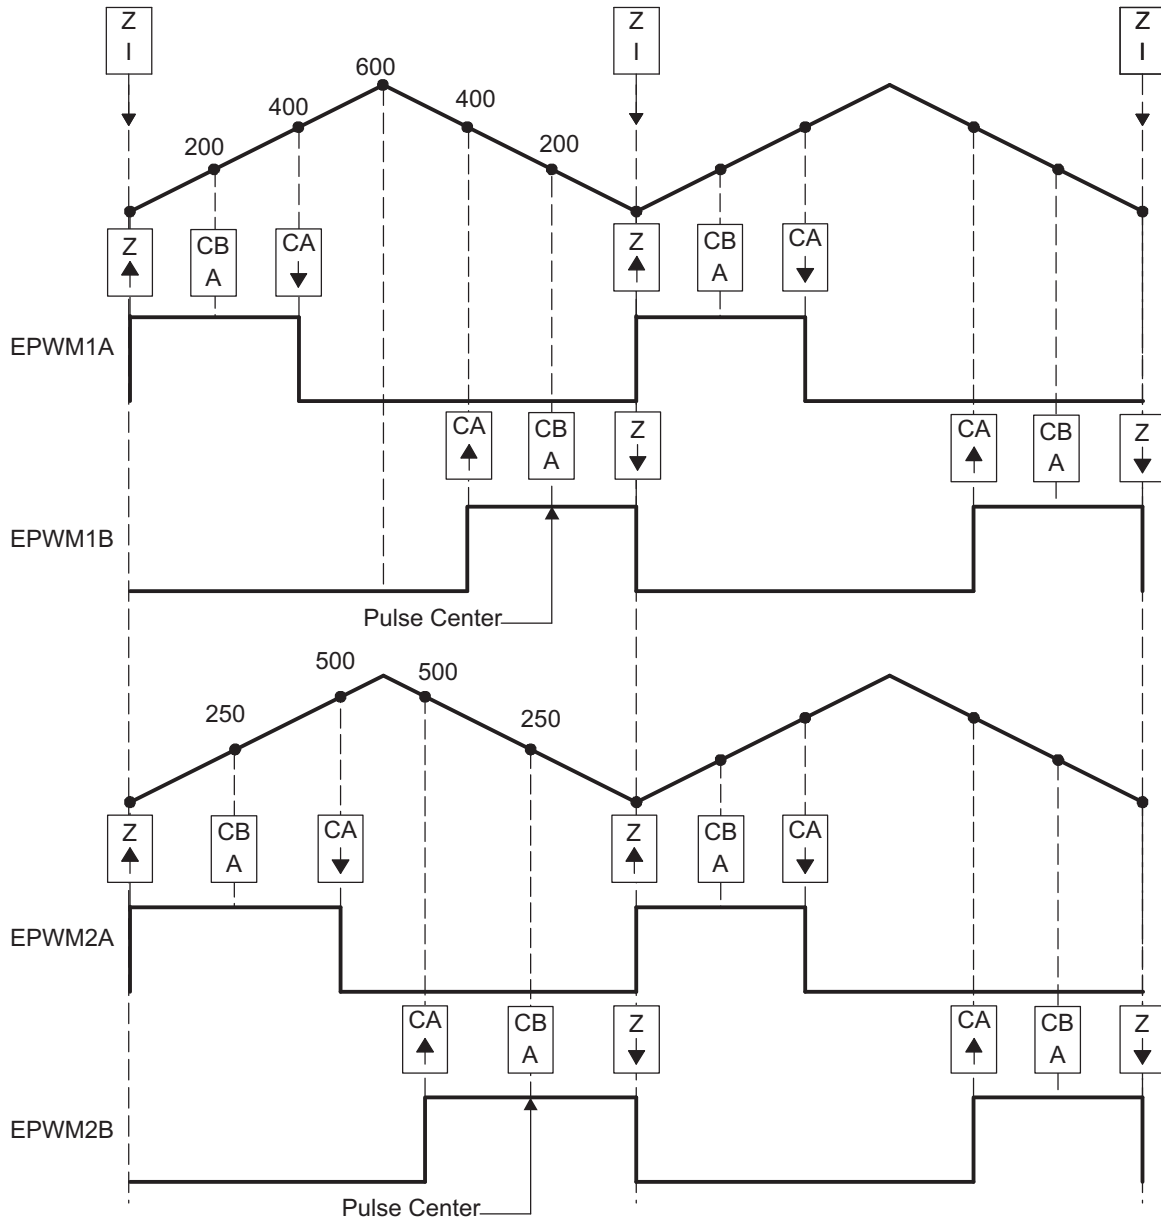 Z Z Z
I I I
600
400 400
200 200
Z CB CA Z CB CA
A A
EPWM1A
CA CB Z CA CB Z
A A
EPWM1B
Pulse Center
500 500
250 250
Z CB CA Z CB CA
A A
EPWM2A
CA CB Z CA CB Z
A A
EPWM2B
Pulse Center